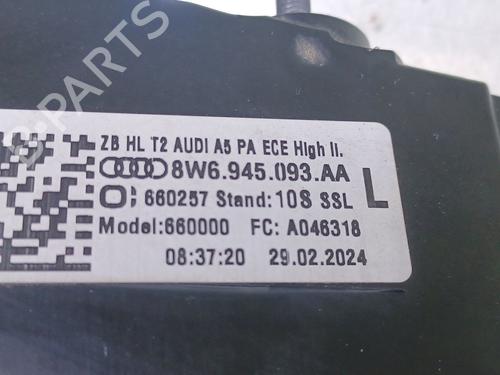 ZB HL T2 AUDI A5 PA ECE High II.
8W6.945.093.AA
660257 Stand:10S SSL L
Model:660000 FC: A046318
08:37:20 29.02.2024